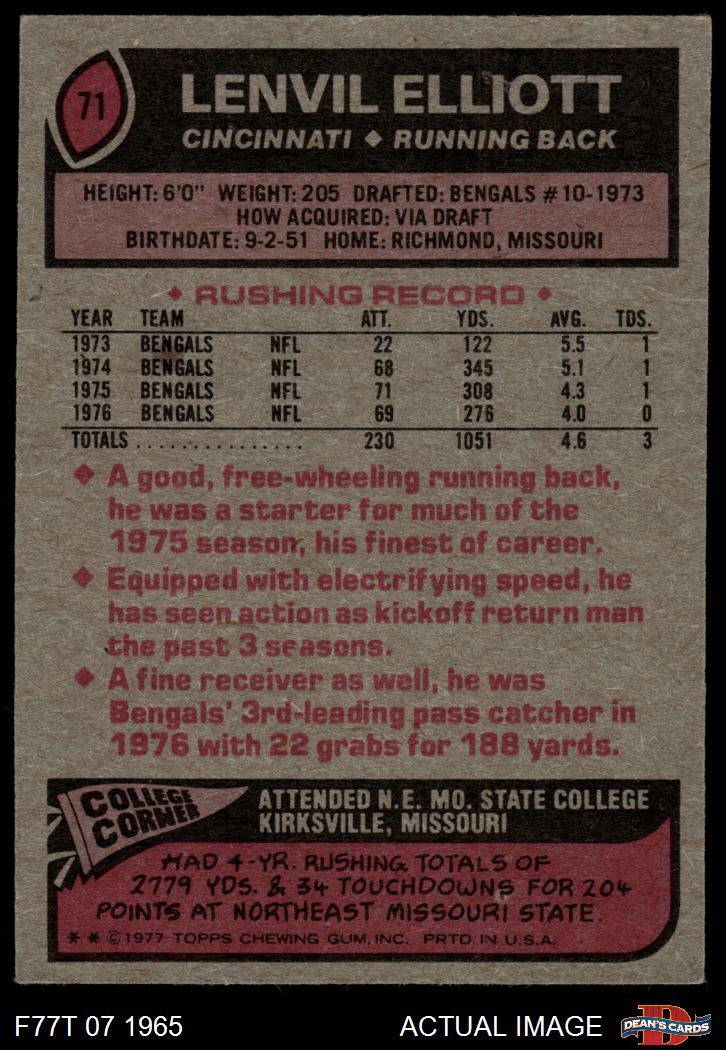 71
LENVIL ELLIOTT
CINCINNATI ◆ RUNNING BACK
HEIGHT: 6'0" WEIGHT: 205 DRAFTED: BENGALS #10-1973
HOW ACQUIRED: VIA DRAFT
BIRTHDATE: 9-2-51 HOME: RICHMOND, MISSOURI
◆ RUSHING RECORD ◆
YEAR TEAM ATT. YDS. AVG. TDS.
1973 BENGALS NFL 22 122 5.5 1
1974 BENGALS NFL 68 345 5.1 1
1975 BENGALS NFL 71 308 4.3 1
1976 BENGALS NFL 69 276 4.0 0
TOTALS ................ 230 1051 4.6 3
◆ A good, free-wheeling running back,
he was a starter for much of the
1975 season, his finest of career.
◆ Equipped with electrifying speed, he
has seen action as kickoff return man
the past 3 seasons.
◆ A fine receiver as well, he was
Bengals' 3rd-leading pass catcher in
1976 with 22 grabs for 188 yards.
COLLEGE
CORNER
ATTENDED N.E. MO. STATE COLLEGE
KIRKSVILLE, MISSOURI
HAD 4-YR. RUSHING TOTALS OF
2779 YDS. & 34 TOUCHDOWNS FOR 204
POINTS AT NORTHEAST MISSOURI STATE.
* * © 1977 TOPPS CHEWING GUM, INC. PRTD. IN U.S.A.
F77T 07 1965
ACTUAL IMAGE
D
DEAN'S CARDS